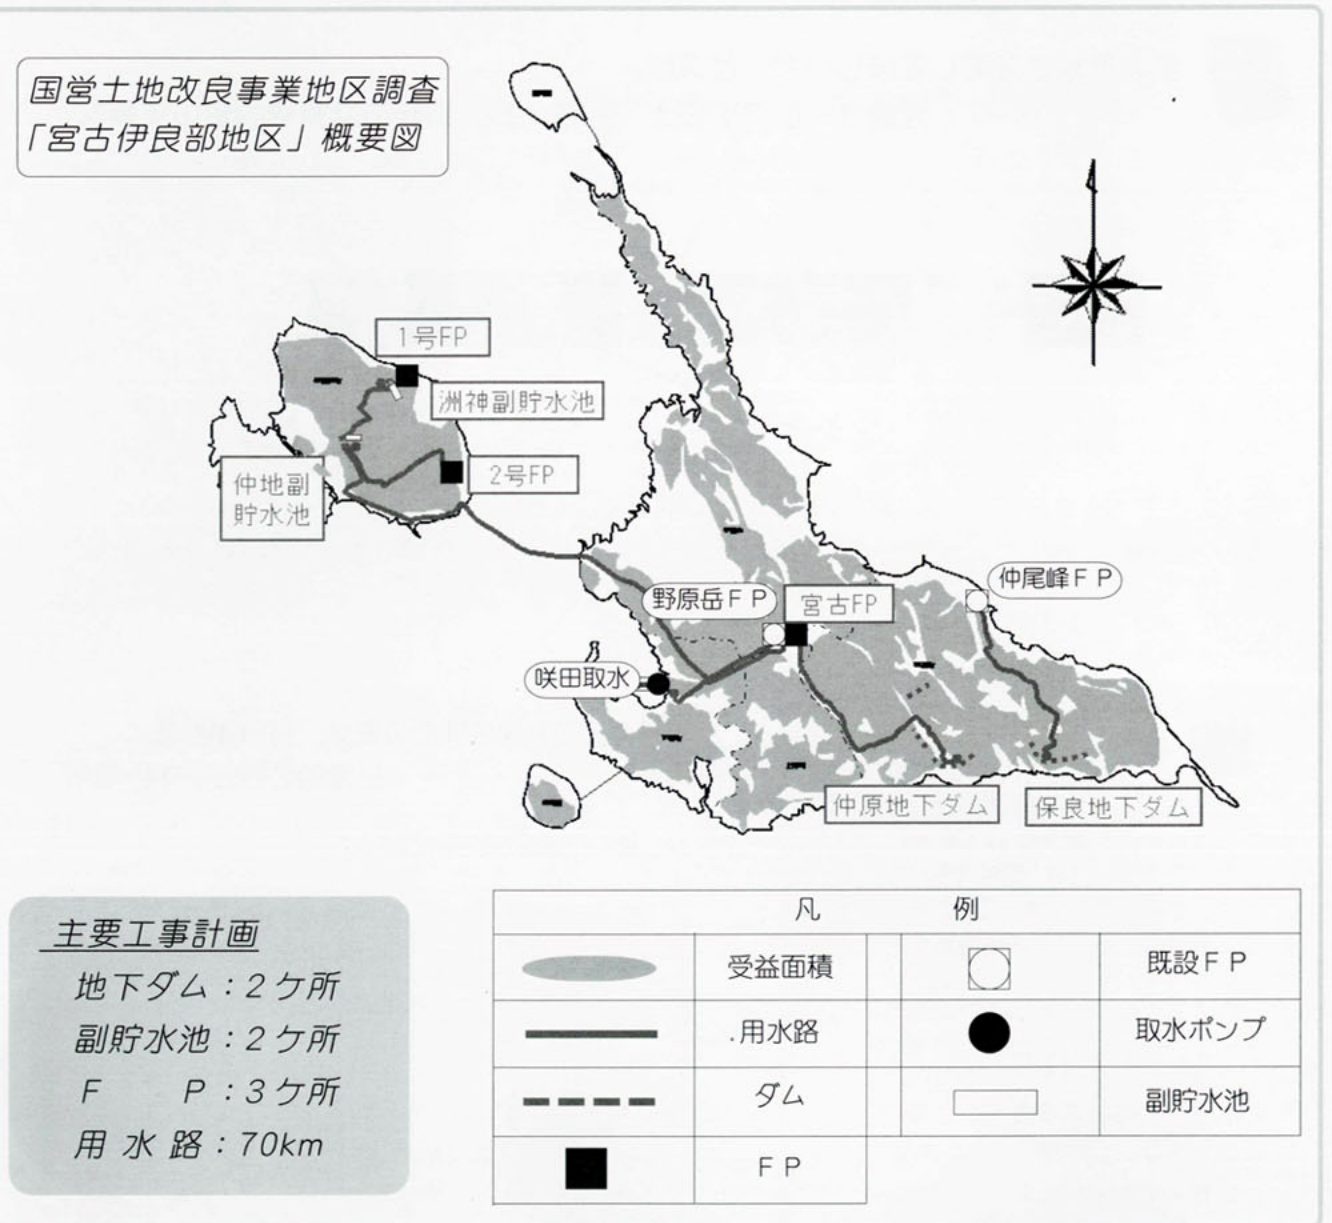 国営土地改良事業地区調査
「宮古伊良部地区」概要図
1号FP
洲神副貯水池
仲地副
貯水池
2号FP
野原岳FP
宮古FP
仲尾峰FP
咲田取水
仲原地下ダム
保良地下ダム
主要工事計画
地下ダム：2ケ所
副貯水池：2ケ所
F P：3ケ所
用水路：70km
凡 例
受益面積
既設FP
用水路
取水ポンプ
ダム
副貯水池
FP